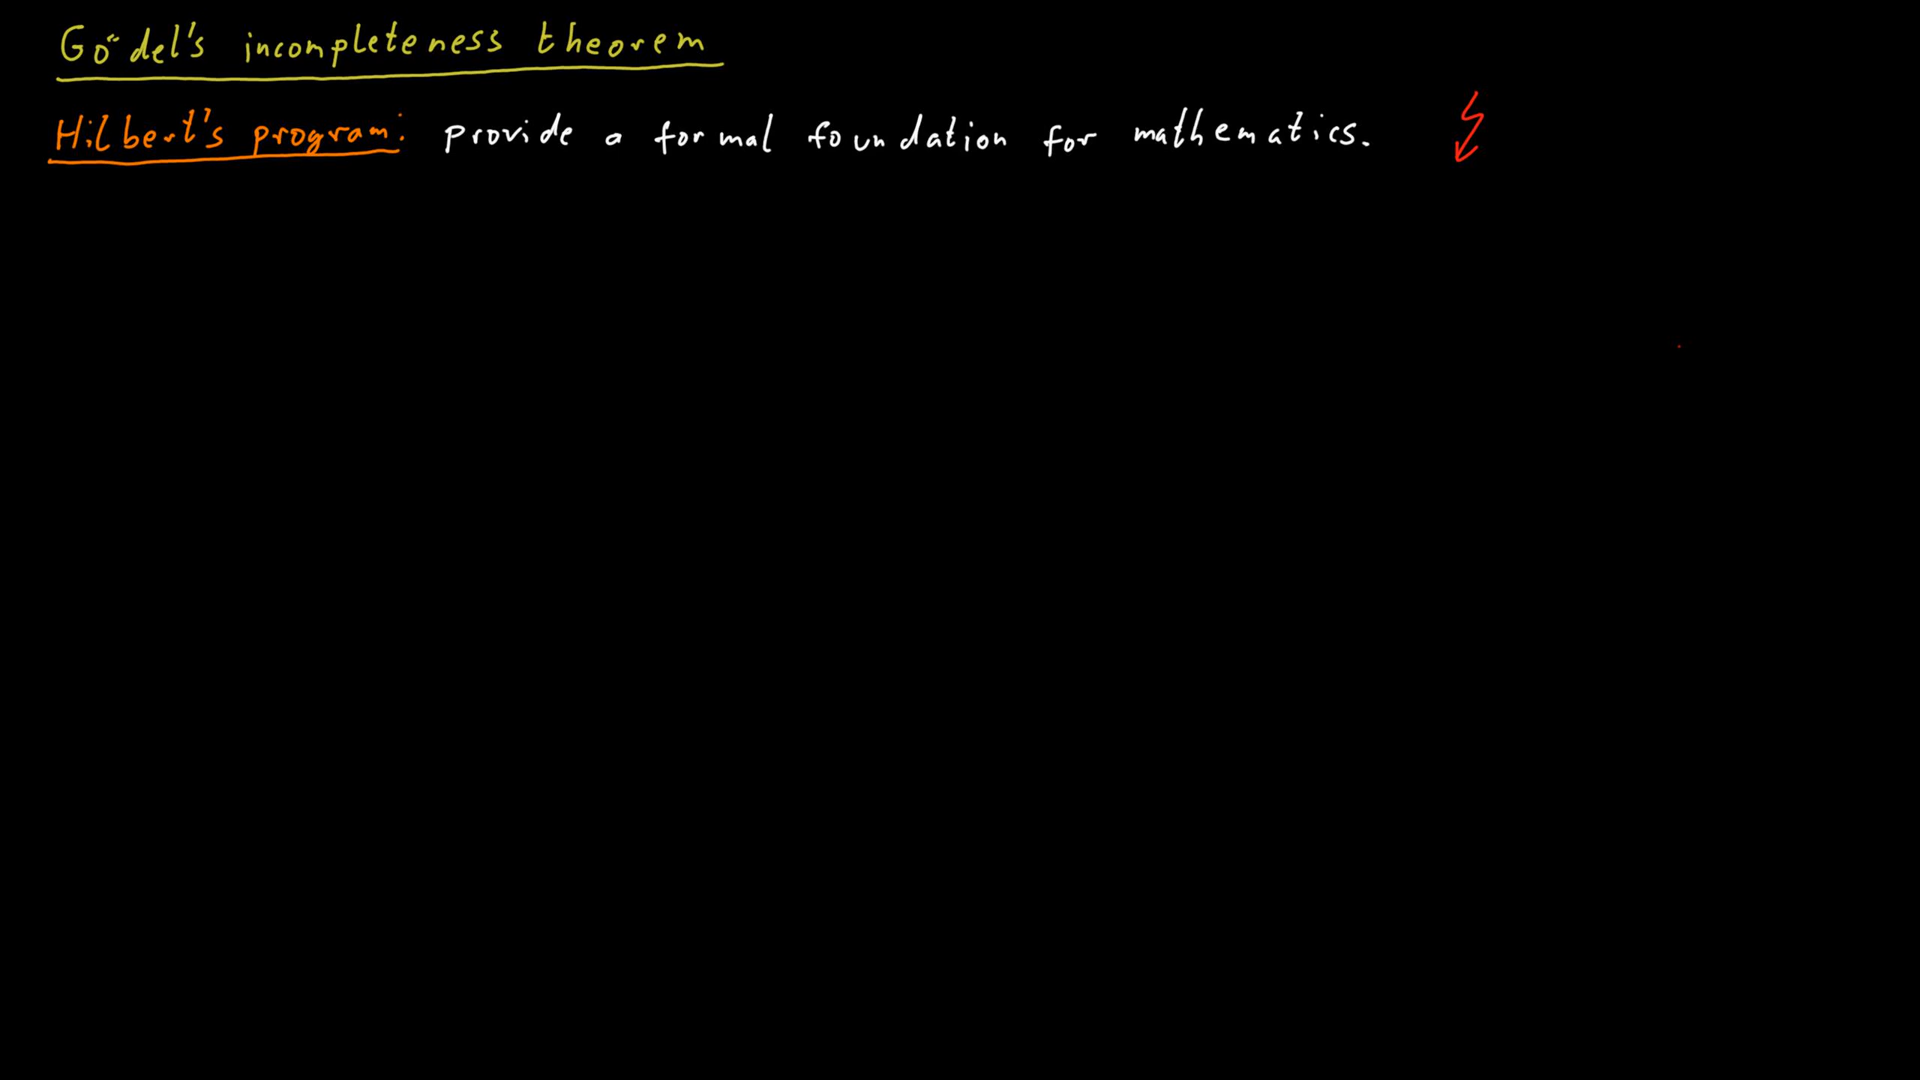 Gödel's incompleteness theorem
Hilbert's program: provide a formal foundation for mathematics.